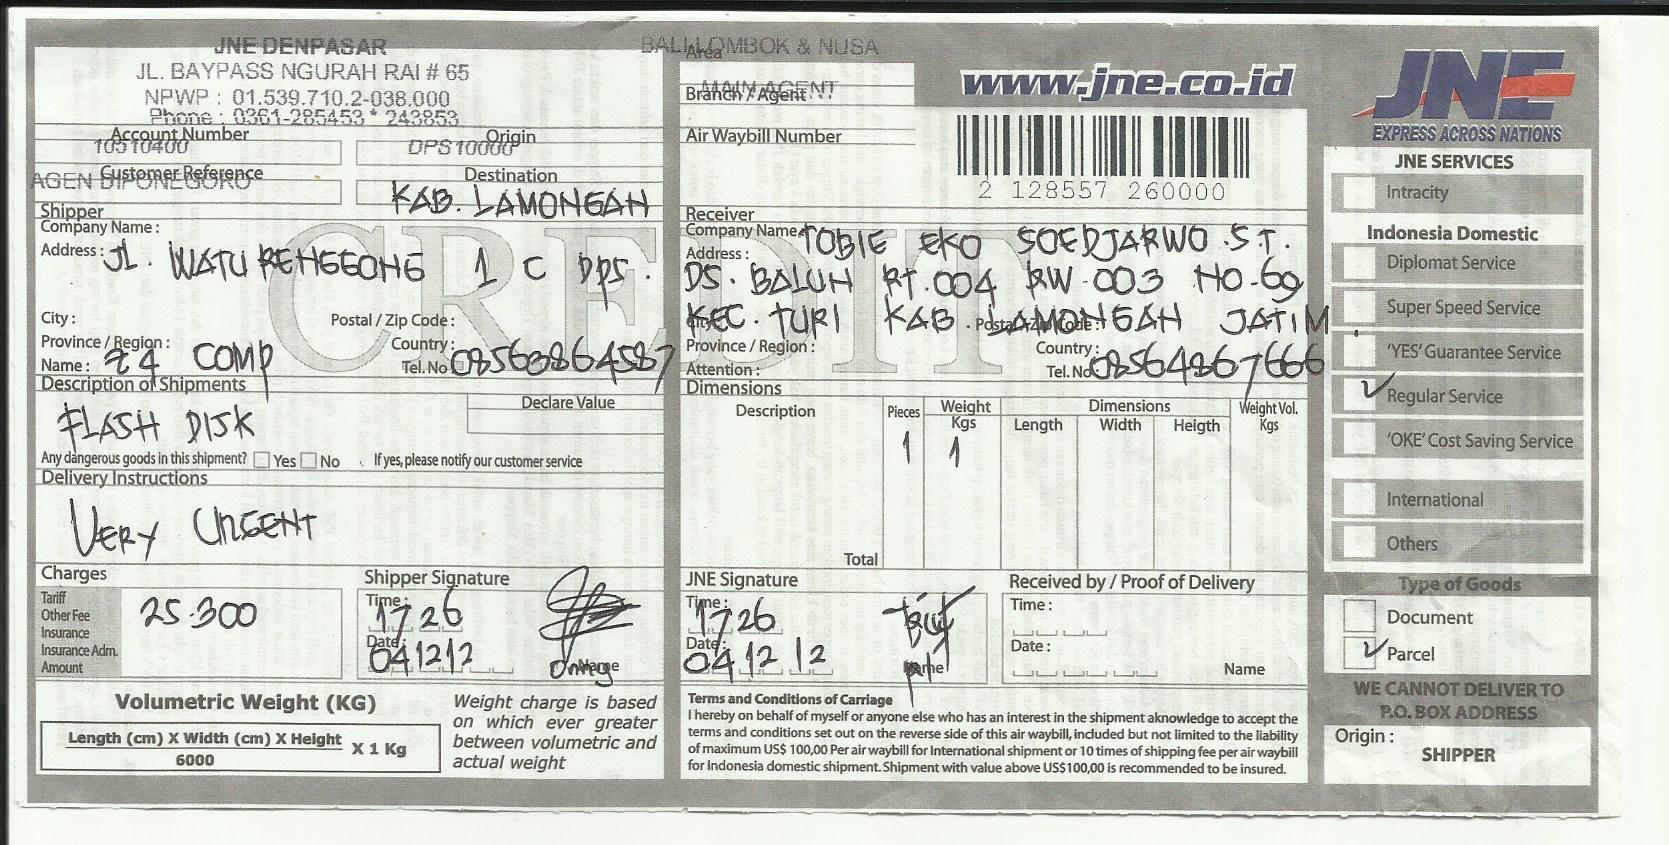 JNE DENPASAR
JL. BAYPASS NGURAH RAI # 65
NPWP : 01.539.710.2-038.000
Phone : 0361-285453 * 243853
Account Number
10510400
Origin
DPS10000
Customer Reference
AGEN DIPONEGORO
Destination
KAB. LAMONGAN
Shipper
Company Name :
Address : JL. WATU RENGGONG 1 C DPS.
City :
Postal / Zip Code :
Province / Region :
Country :
Name : Z4 COMP
Tel. No 085638864587
Description of Shipments
FLASH DISK
Declare Value
Any dangerous goods in this shipment? Yes No . If yes, please notify our customer service
Delivery Instructions
VERY URGENT
Charges
Tariff
Other Fee
Insurance
Insurance Adm.
Amount
25.300
Shipper Signature
Time : 17 26
Date : 04 12 12
Name
Volumetric Weight (KG)
Length (cm) X Width (cm) X Height
6000
X 1 Kg
Weight charge is based
on which ever greater
between volumetric and
actual weight
BALI LOMBOK & NUSA
Area
MAIN AGENT
Branch / Agent
Air Waybill Number
www.jne.co.id
2 128557 260000
Receiver
Company Name TOBIE EKO SOEDJARWO . S T.
Address : DS. BALUN RT. 004 RW. 003 NO. 69
City : KEC. TURI KAB. LAMONGAN JATIM
Postal / Zip Code :
Province / Region :
Country :
Attention :
Tel. No 08564867666
Dimensions
Description
Pieces
Weight
Kgs
Dimensions
Length
Width
Heigth
Weight Vol.
Kgs
1
1
Total
JNE Signature
Time : 17 26
Date : 04 12 12
Name
Received by / Proof of Delivery
Time :
Date :
Name
Terms and Conditions of Carriage
I hereby on behalf of myself or anyone else who has an interest in the shipment aknowledge to accept the
terms and conditions set out on the reverse side of this air waybill, included but not limited to the liability
of maximum US$ 100,00 Per air waybill for International shipment or 10 times of shipping fee per air waybill
for Indonesia domestic shipment. Shipment with value above US$100,00 is recommended to be insured.
CREDIT
JNE
EXPRESS ACROSS NATIONS
JNE SERVICES
Intracity
Indonesia Domestic
Diplomat Service
Super Speed Service
'YES' Guarantee Service
Regular Service
'OKE' Cost Saving Service
International
Others
Type of Goods
Document
Parcel
WE CANNOT DELIVER TO
P.O. BOX ADDRESS
Origin :
SHIPPER